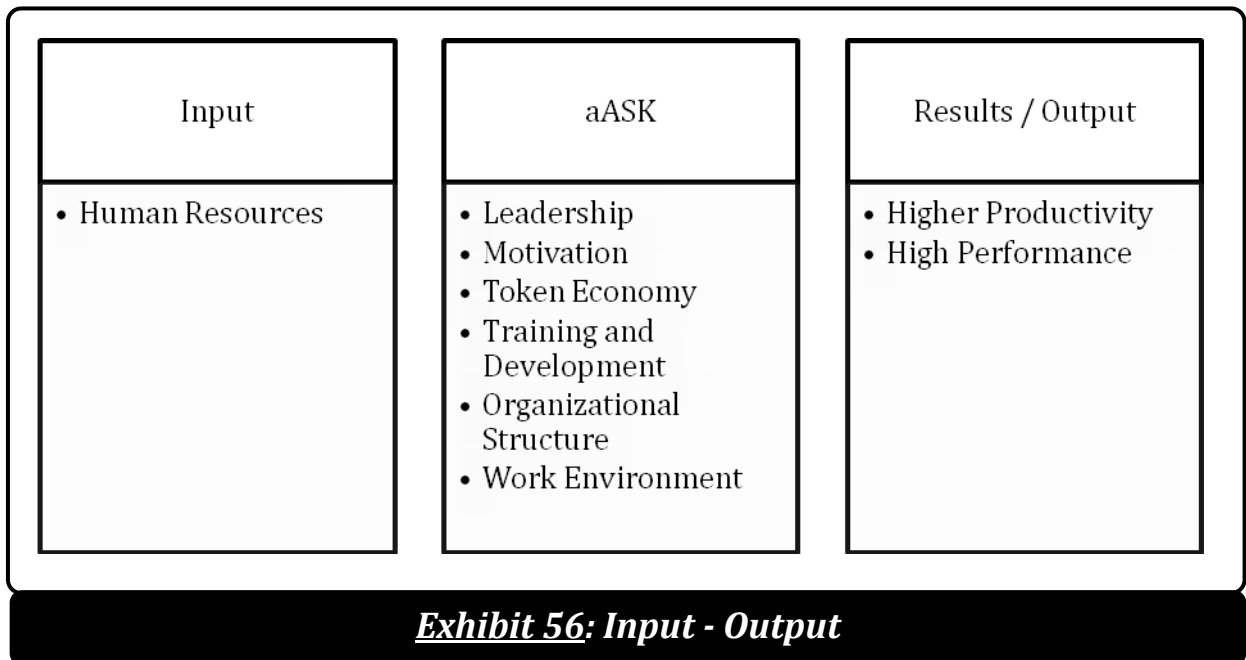 Input
• Human Resources
aASK
• Leadership
• Motivation
• Token Economy
• Training and
Development
• Organizational
Structure
• Work Environment
Results / Output
• Higher Productivity
• High Performance
Exhibit 56: Input - Output